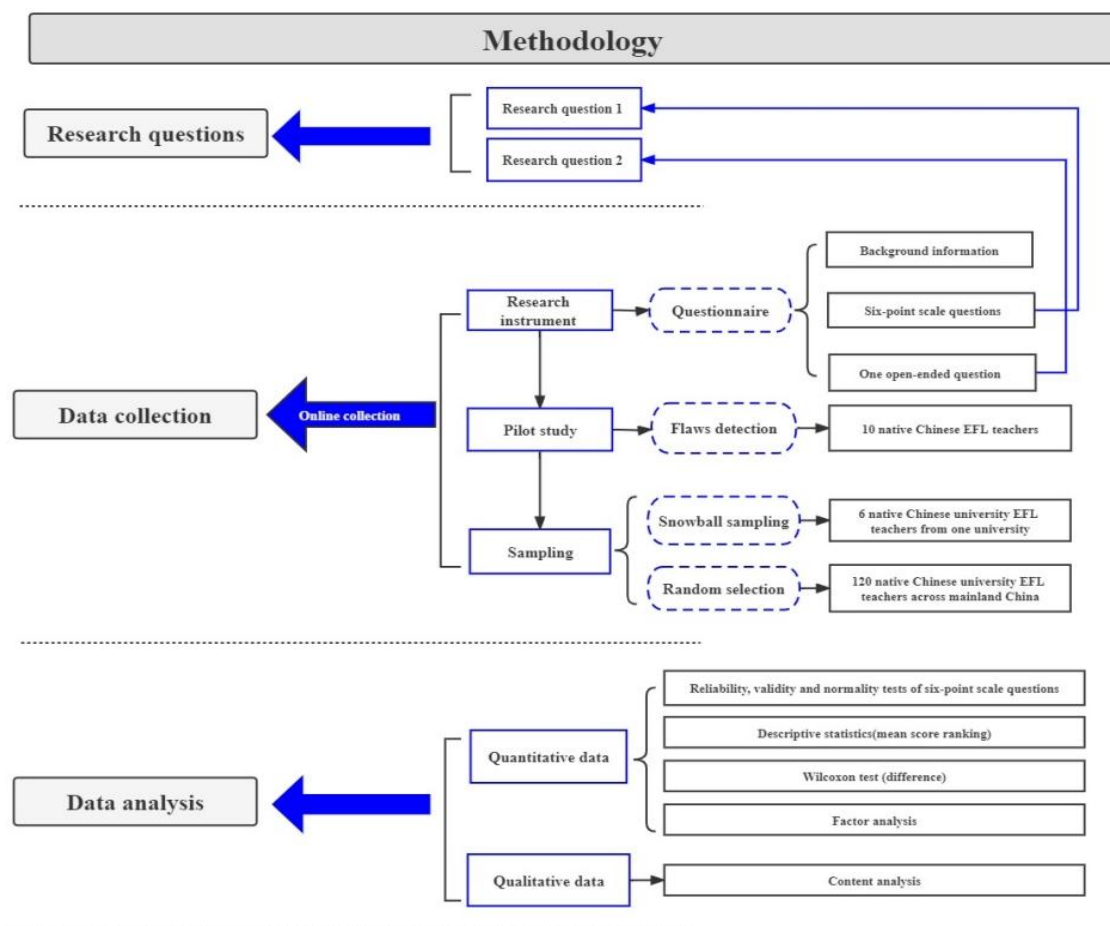 Methodology
Research questions
Research question 1
Research question 2
Background information
Research
instrument
Questionnaire
Six-point scale questions
One open-ended question
Data collection
Online collection
Pilot study
Flaws detection
10 native Chinese EFL teachers
Sampling
Snowball sampling
6 native Chinese university EFL
teachers from one university
Random selection
120 native Chinese university EFL
teachers across mainland China
Data analysis
Quantitative data
Reliability, validity and normality tests of six-point scale questions
Descriptive statistics(mean score ranking)
Wilcoxon test (difference)
Factor analysis
Qualitative data
Content analysis